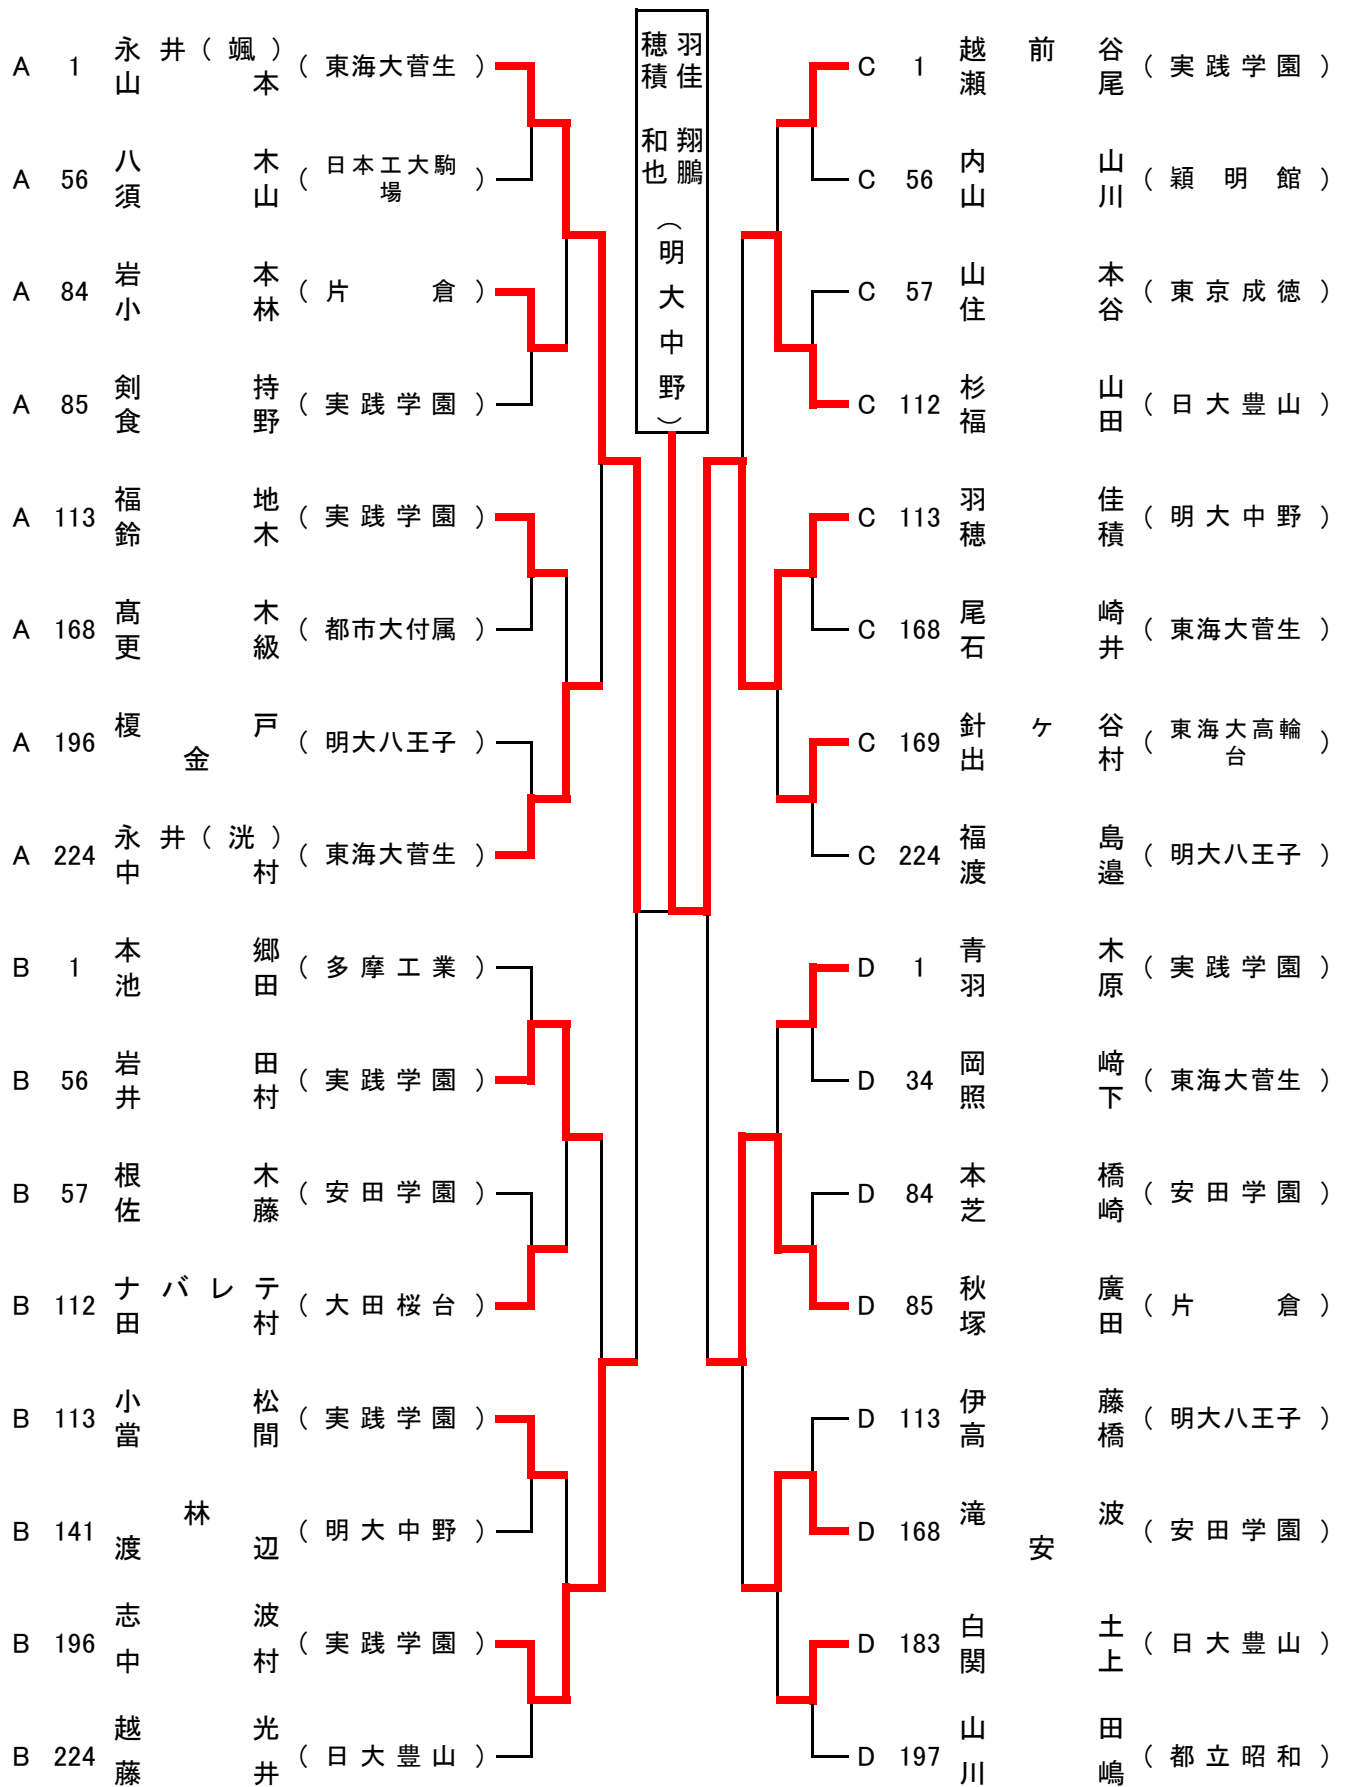 羽佳 翔鵬
穂積 和也
（明大中野）
A 1 永井（颯） 山本 （東海大菅生）
A 56 八木 須山 （日本工大駒場）
A 84 岩本 小林 （片倉）
A 85 剣持 食野 （実践学園）
A 113 福地 鈴木 （実践学園）
A 168 髙木 更級 （都市大付属）
A 196 榎戸 金 （明大八王子）
A 224 永井（洸） 中村 （東海大菅生）
B 1 本郷 池田 （多摩工業）
B 56 岩田 井村 （実践学園）
B 57 根木 佐藤 （安田学園）
B 112 ナバレテ 田村 （大田桜台）
B 113 小松 當間 （実践学園）
B 141 林 渡辺 （明大中野）
B 196 志波 中村 （実践学園）
B 224 越光 藤井 （日大豊山）
C 1 越前谷 瀬尾 （実践学園）
C 56 内山 山川 （穎明館）
C 57 山本 住谷 （東京成徳）
C 112 杉山 福田 （日大豊山）
C 113 羽佳 穂積 （明大中野）
C 168 尾崎 石井 （東海大菅生）
C 169 針ヶ谷 出村 （東海大高輪台）
C 224 福島 渡邉 （明大八王子）
D 1 青木 羽原 （実践学園）
D 34 岡﨑 照下 （東海大菅生）
D 84 本橋 芝崎 （安田学園）
D 85 秋廣 塚田 （片倉）
D 113 伊藤 高橋 （明大八王子）
D 168 滝波 安 （安田学園）
D 183 白土 関上 （日大豊山）
D 197 山田 川嶋 （都立昭和）